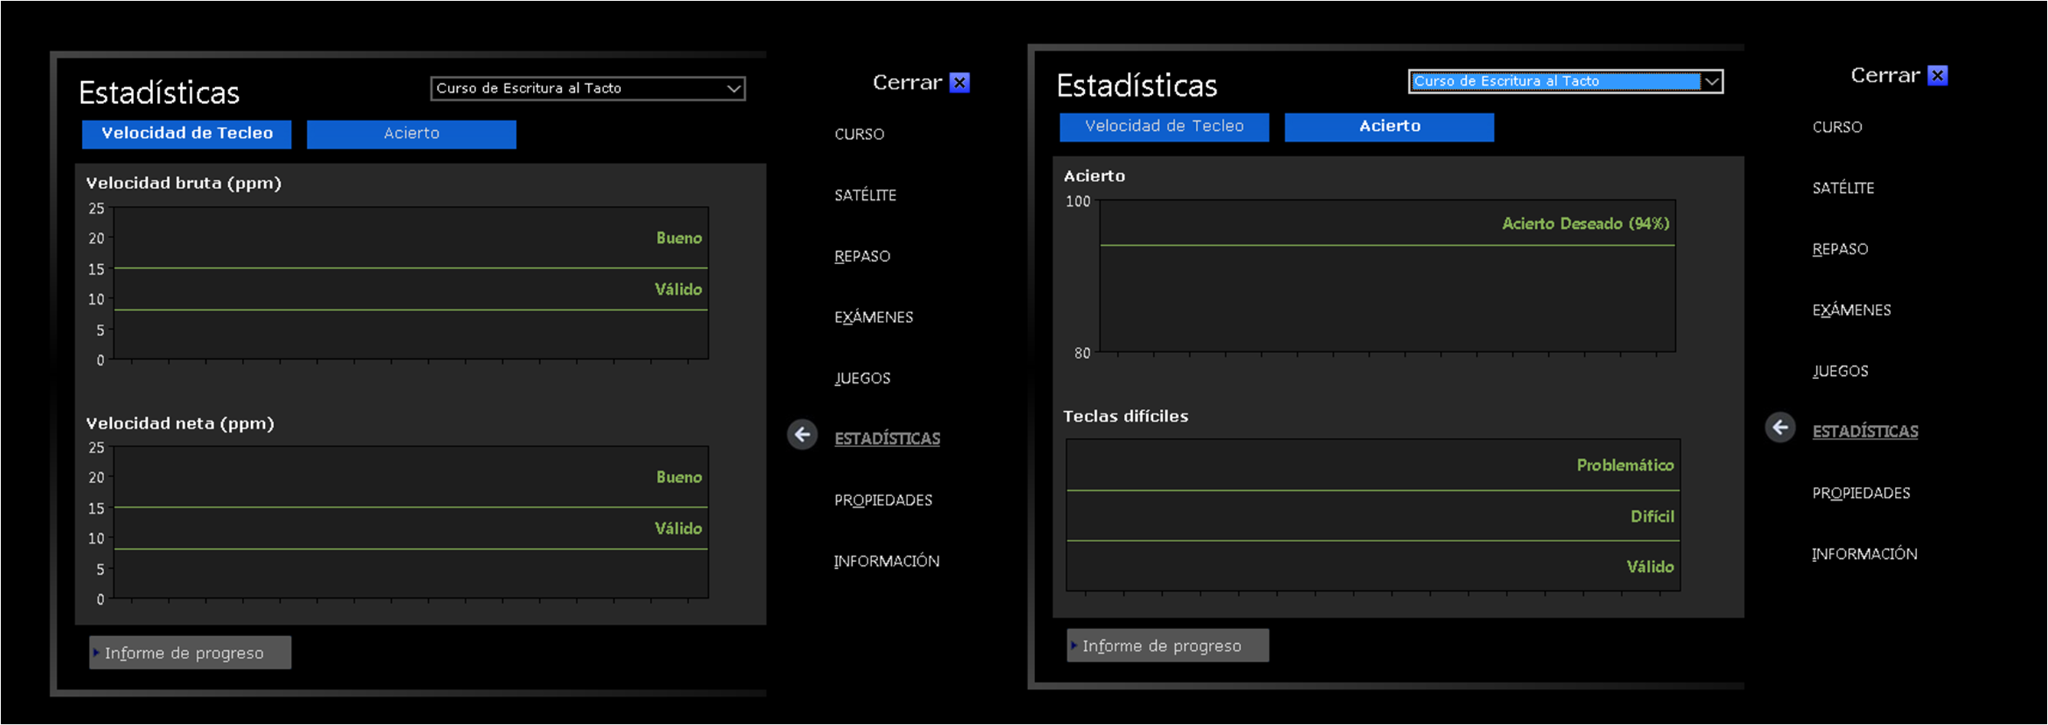 Estadísticas
Curso de Escritura al Tacto
Cerrar
Velocidad de Tecleo
Acierto
Velocidad bruta (ppm)
25
20
15
10
5
0
Bueno
Válido
Velocidad neta (ppm)
25
20
15
10
5
0
Bueno
Válido
Informe de progreso
CURSO
SATÉLITE
REPASO
EXÁMENES
JUEGOS
ESTADÍSTICAS
PROPIEDADES
INFORMACIÓN
Estadísticas
Curso de Escritura al Tacto
Cerrar
Velocidad de Tecleo
Acierto
Acierto
100
80
Acierto Deseado (94%)
Teclas difíciles
Problemático
Difícil
Válido
Informe de progreso
CURSO
SATÉLITE
REPASO
EXÁMENES
JUEGOS
ESTADÍSTICAS
PROPIEDADES
INFORMACIÓN